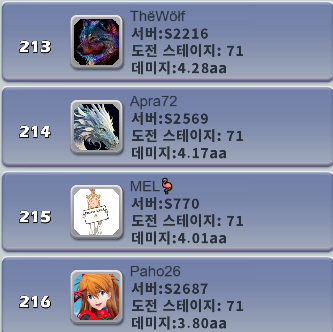 213
ThëWölf
서버:S2216
도전 스테이지: 71
데미지:4.28aa
214
Apra72
서버:S2569
도전 스테이지: 71
데미지:4.17aa
215
MEL🦩
서버:S770
도전 스테이지: 71
데미지:4.01aa
216
Paho26
서버:S2687
도전 스테이지: 71
데미지:3.80aa